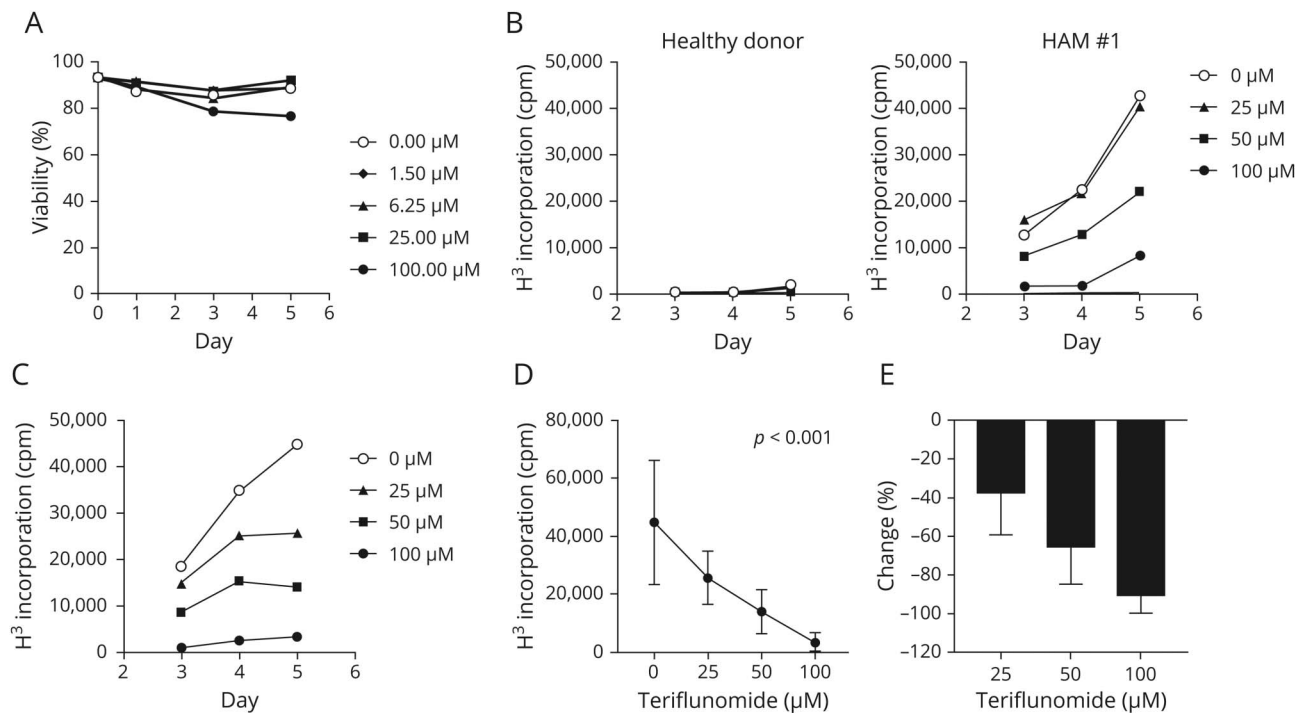 A
Viability (%)
100
80
60
40
20
0
0 1 2 3 4 5 6
Day
0.00 µM
1.50 µM
6.25 µM
25.00 µM
100.00 µM
B
Healthy donor
H³ incorporation (cpm)
50,000
40,000
30,000
20,000
10,000
0
2 3 4 5 6
Day
HAM #1
H³ incorporation (cpm)
50,000
40,000
30,000
20,000
10,000
0
2 3 4 5 6
Day
0 µM
25 µM
50 µM
100 µM
C
H³ incorporation (cpm)
50,000
40,000
30,000
20,000
10,000
0
2 3 4 5 6
Day
0 µM
25 µM
50 µM
100 µM
D
H³ incorporation (cpm)
80,000
60,000
40,000
20,000
0
p < 0.001
0 25 50 100
Teriflunomide (µM)
E
Change (%)
0
−20
−40
−60
−80
−100
−120
25 50 100
Teriflunomide (µM)